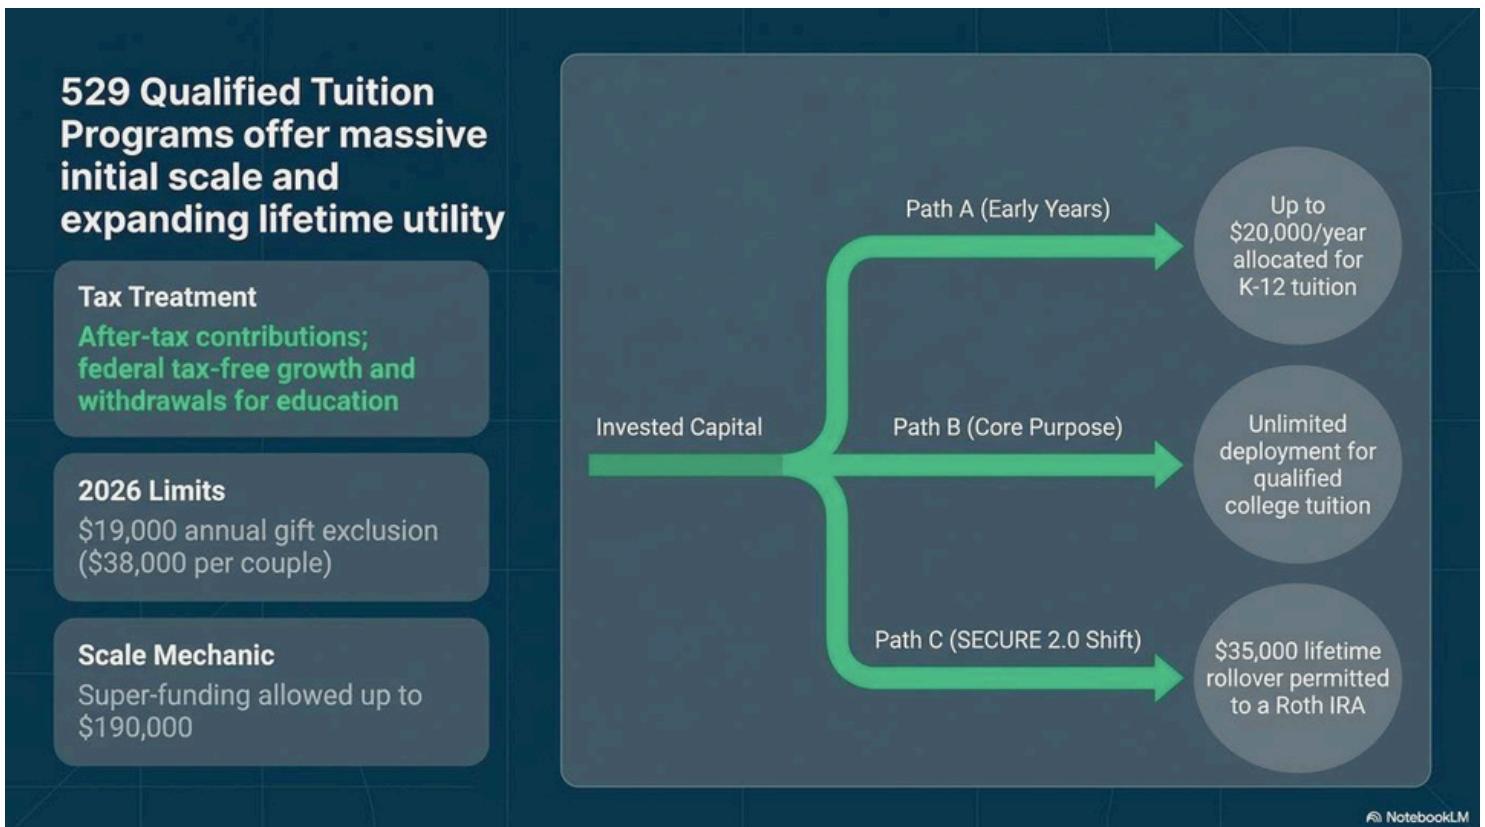 529 Qualified Tuition
Programs offer massive
initial scale and
expanding lifetime utility
Tax Treatment
After-tax contributions;
federal tax-free growth and
withdrawals for education
2026 Limits
$19,000 annual gift exclusion
($38,000 per couple)
Scale Mechanic
Super-funding allowed up to
$190,000
Invested Capital
Path A (Early Years)
Up to
$20,000/year
allocated for
K-12 tuition
Path B (Core Purpose)
Unlimited
deployment for
qualified
college tuition
Path C (SECURE 2.0 Shift)
$35,000 lifetime
rollover permitted
to a Roth IRA
NotebookLM